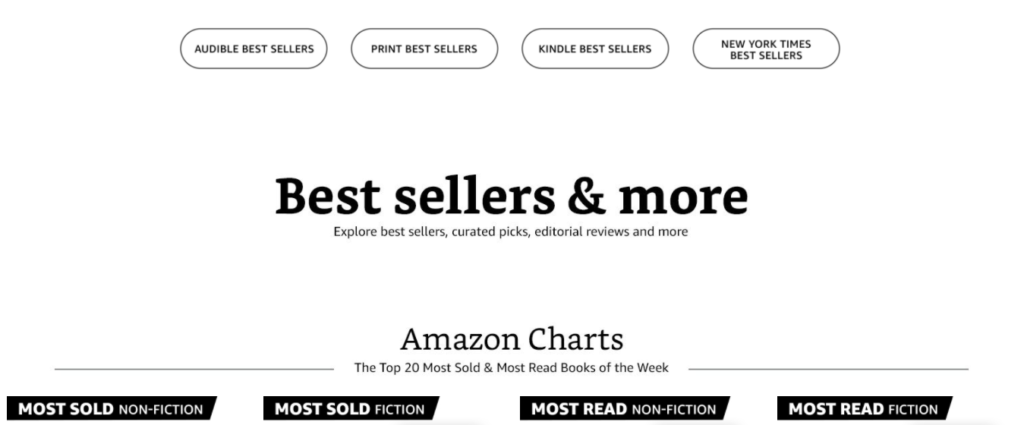 AUDIBLE BEST SELLERS
PRINT BEST SELLERS
KINDLE BEST SELLERS
NEW YORK TIMES
BEST SELLERS
Best sellers & more
Explore best sellers, curated picks, editorial reviews and more
Amazon Charts
The Top 20 Most Sold & Most Read Books of the Week
MOST SOLD NON-FICTION
MOST SOLD FICTION
MOST READ NON-FICTION
MOST READ FICTION